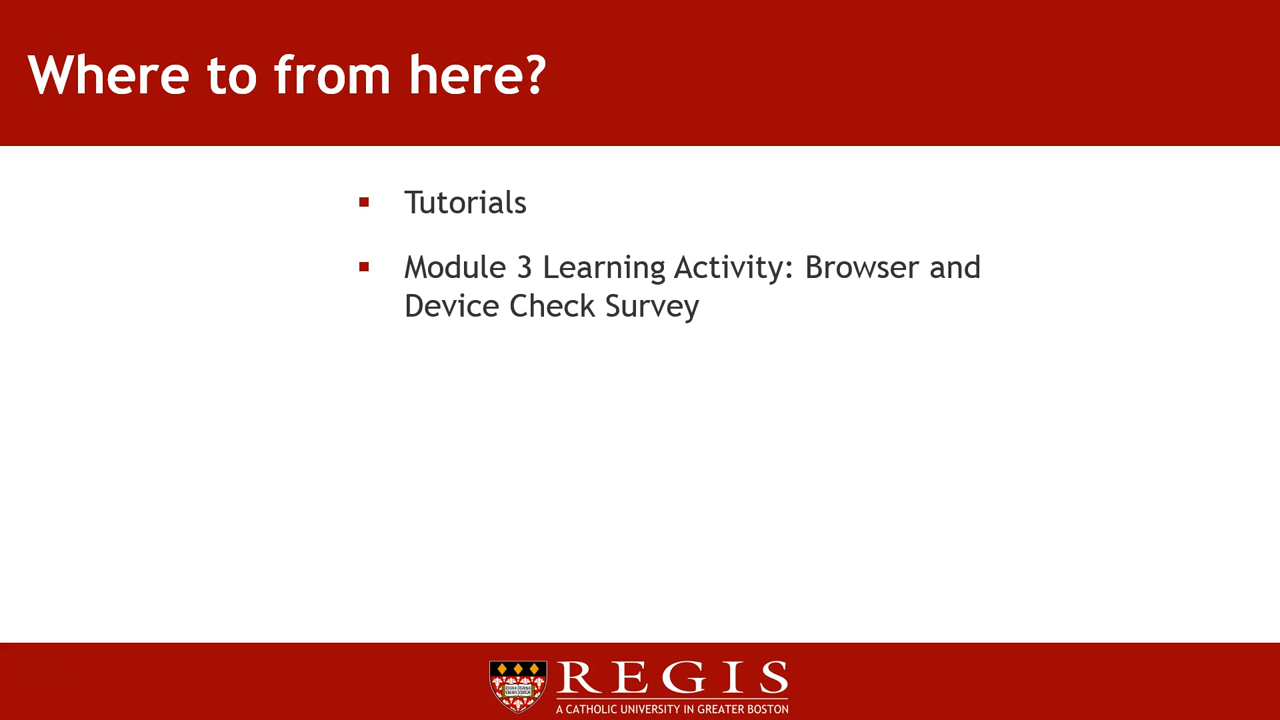 Where to from here?
▪ Tutorials
▪ Module 3 Learning Activity: Browser and
Device Check Survey
REGIS
A CATHOLIC UNIVERSITY IN GREATER BOSTON